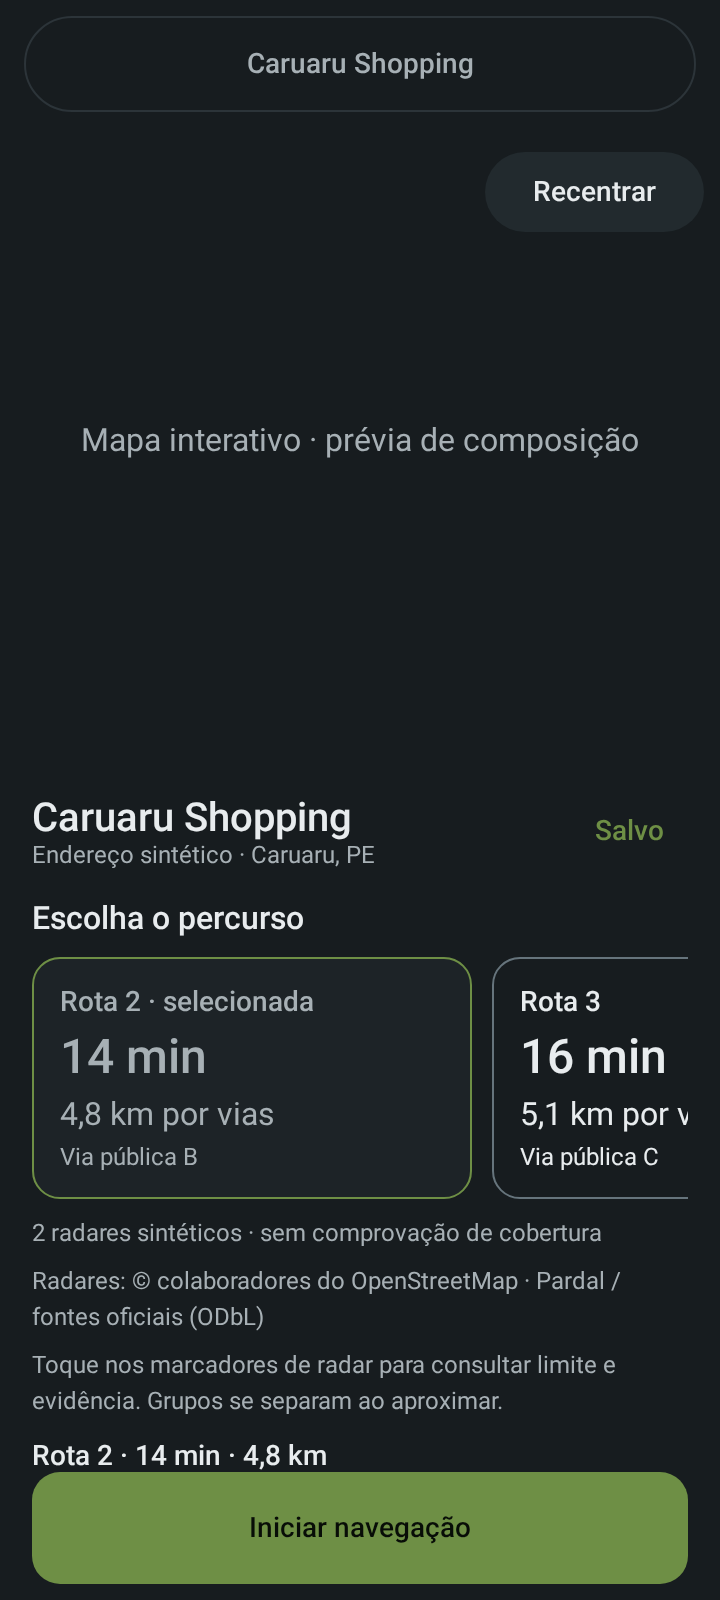 Caruaru Shopping
Recentrar
Mapa interativo · prévia de composição
Caruaru Shopping
Salvo
Endereço sintético · Caruaru, PE
Escolha o percurso
Rota 2 · selecionada
14 min
4,8 km por vias
Via pública B
Rota 3
16 min
5,1 km por
Via pública C
2 radares sintéticos · sem comprovação de cobertura
Radares: © colaboradores do OpenStreetMap · Pardal /
fontes oficiais (ODbL)
Toque nos marcadores de radar para consultar limite e
evidência. Grupos se separam ao aproximar.
Rota 2 · 14 min · 4,8 km
Iniciar navegação